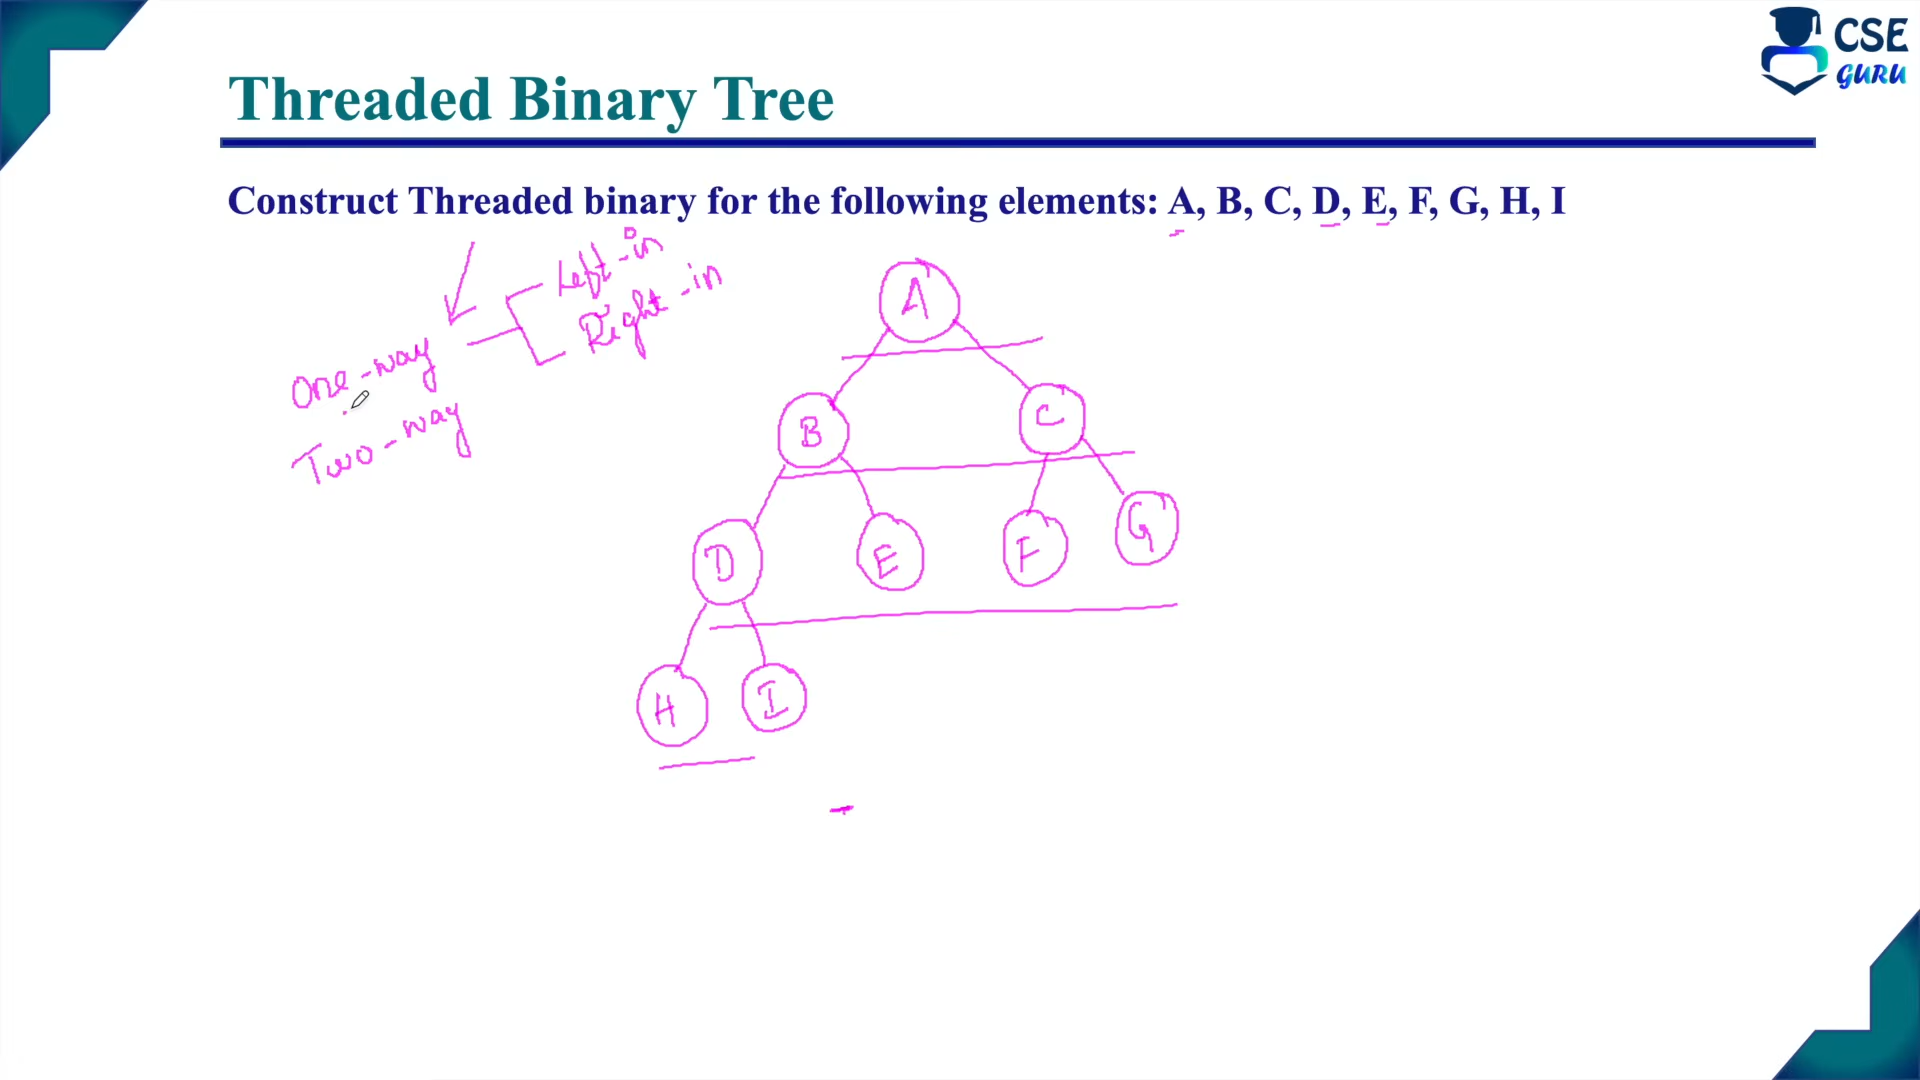 CSE
GURU
Threaded Binary Tree
Construct Threaded binary for the following elements: A, B, C, D, E, F, G, H, I
Left-in
Right-in
One-way
Two-way
A
B
C
D
E
F
G
H
I